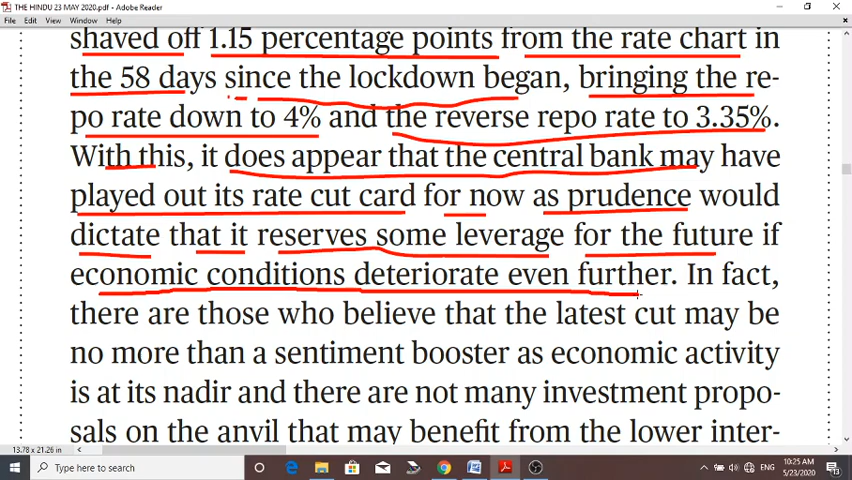 THE HINDU 23 MAY 2020.pdf - Adobe Reader
File Edit View Window Help
shaved off 1.15 percentage points from the rate chart in
the 58 days since the lockdown began, bringing the re-
po rate down to 4% and the reverse repo rate to 3.35%.
With this, it does appear that the central bank may have
played out its rate cut card for now as prudence would
dictate that it reserves some leverage for the future if
economic conditions deteriorate even further. In fact,
there are those who believe that the latest cut may be
no more than a sentiment booster as economic activity
is at its nadir and there are not many investment propo-
sals on the anvil that may benefit from the lower inter-
13.78 x 21.26 in
Type here to search
ENG
10:25 AM
5/23/2020